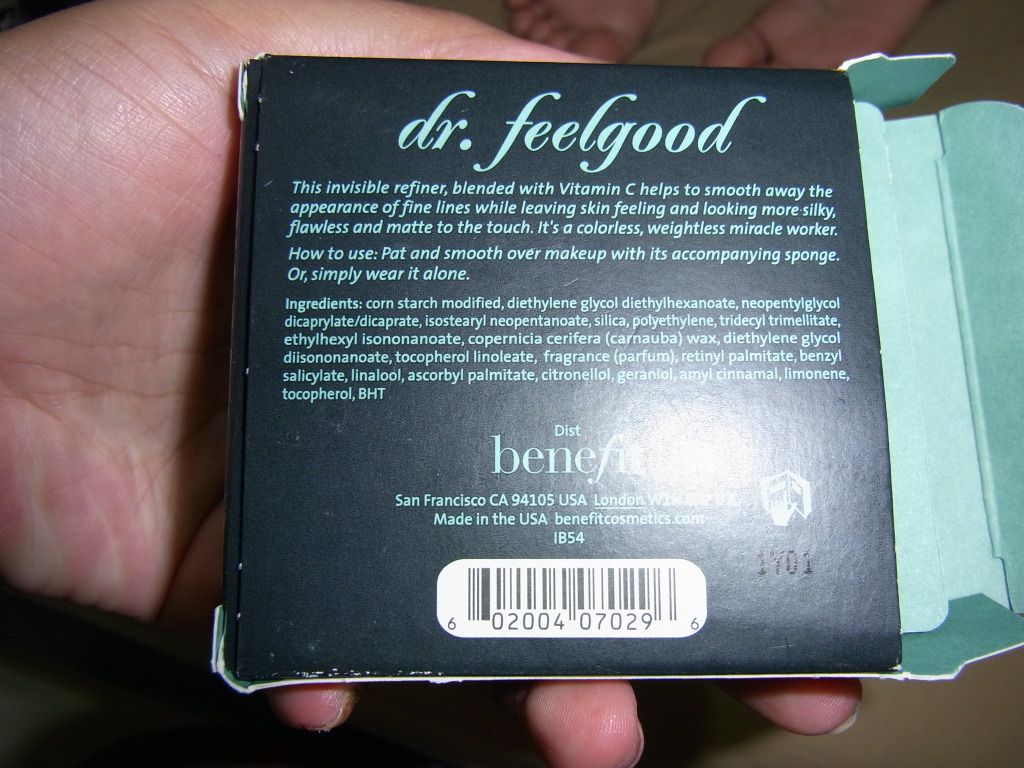 dr. feelgood
This invisible refiner, blended with Vitamin C helps to smooth away the
appearance of fine lines while leaving skin feeling and looking more silky,
flawless and matte to the touch. It's a colorless, weightless miracle worker.
How to use: Pat and smooth over makeup with its accompanying sponge.
Or, simply wear it alone.
Ingredients: corn starch modified, diethylene glycol diethylhexanoate, neopentylglycol
dicaprylate/dicaprate, isostearyl neopentanoate, silica, polyethylene, tridecyl trimellitate,
ethylhexyl isononanoate, copernicia cerifera (carnauba) wax, diethylene glycol
diisononanoate, tocopherol linoleate, fragrance (parfum), retinyl palmitate, benzyl
salicylate, linalool, ascorbyl palmitate, citronellol, geraniol, amyl cinnamal, limonene,
tocopherol, BHT
Dist
benefit
San Francisco CA 94105 USA London
Made in the USA benefitcosmetics.com
IB54
1Y01
6 02004 07029 6